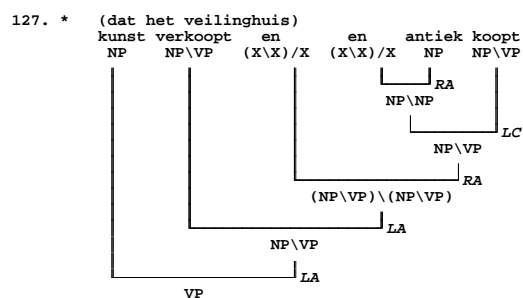 127. * (dat het veilinghuis)
kunst verkoopt en en antiek koopt
NP NP\VP (X\X)/X (X\X)/X NP NP\VP
RA
NP\NP
LC
NP\VP
RA
(NP\VP)\(NP\VP)
LA
NP\VP
LA
VP